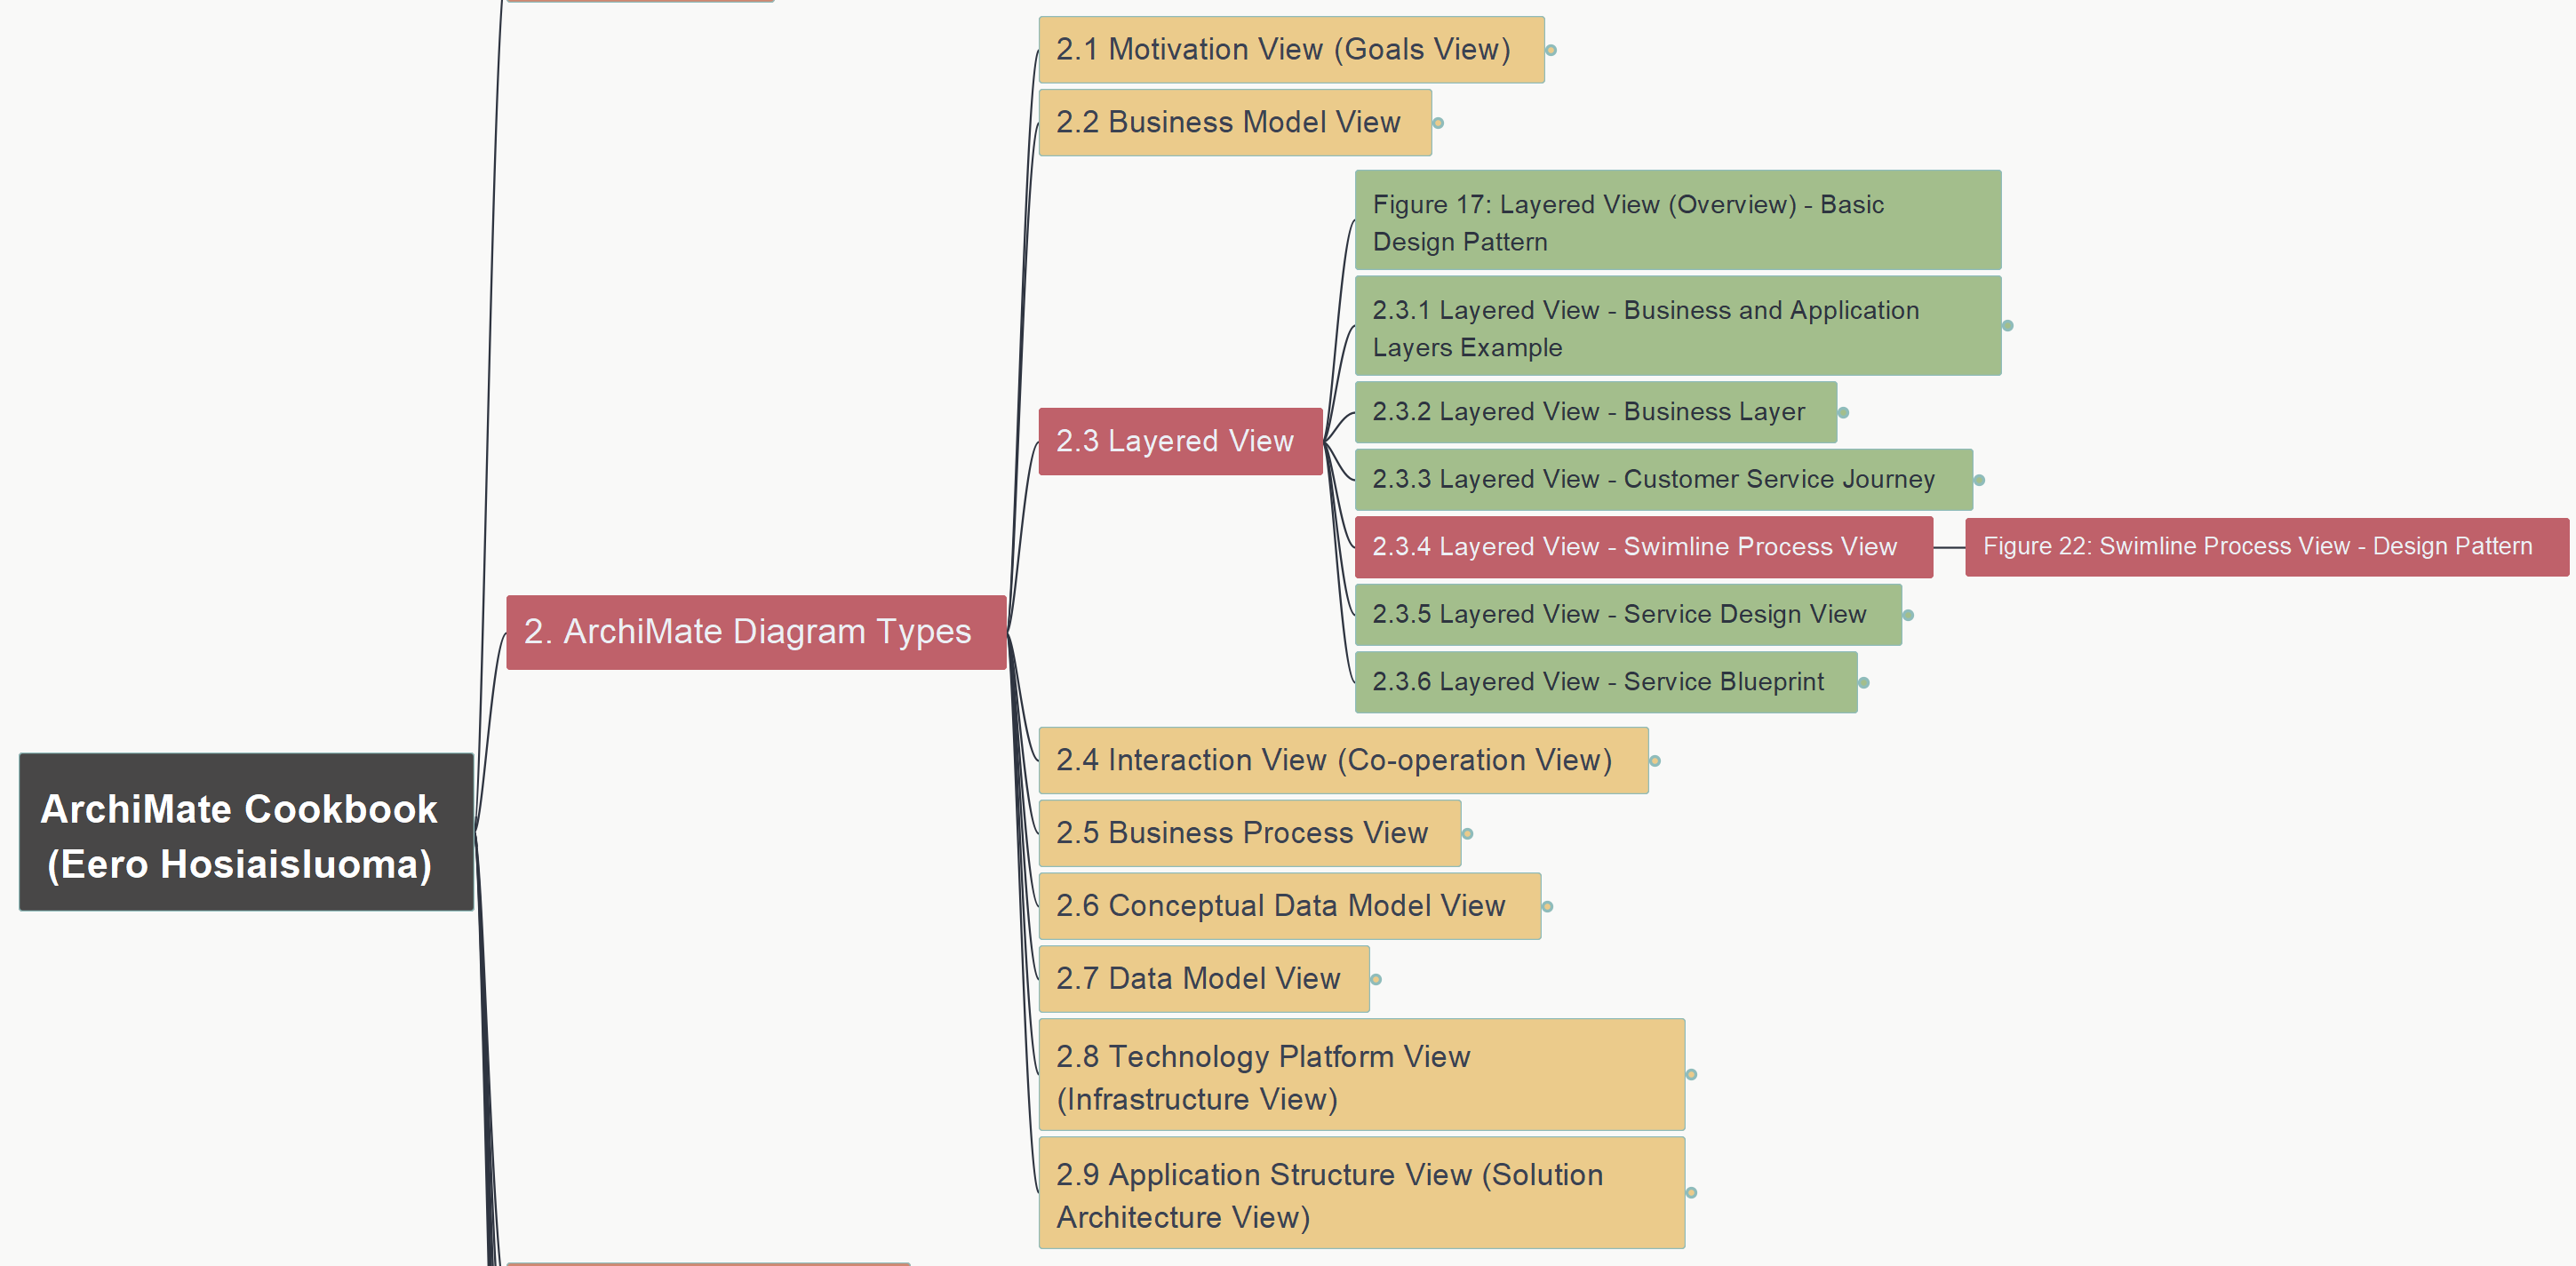 2.1 Motivation View (Goals View)
2.2 Business Model View
Figure 17: Layered View (Overview) - Basic
Design Pattern
2.3.1 Layered View - Business and Application
Layers Example
2.3.2 Layered View - Business Layer
2.3 Layered View
2.3.3 Layered View - Customer Service Journey
2.3.4 Layered View - Swimline Process View
Figure 22: Swimline Process View - Design Pattern
2.3.5 Layered View - Service Design View
2. ArchiMate Diagram Types
2.3.6 Layered View - Service Blueprint
2.4 Interaction View (Co-operation View)
ArchiMate Cookbook
(Eero Hosiaisluoma)
2.5 Business Process View
2.6 Conceptual Data Model View
2.7 Data Model View
2.8 Technology Platform View
(Infrastructure View)
2.9 Application Structure View (Solution
Architecture View)